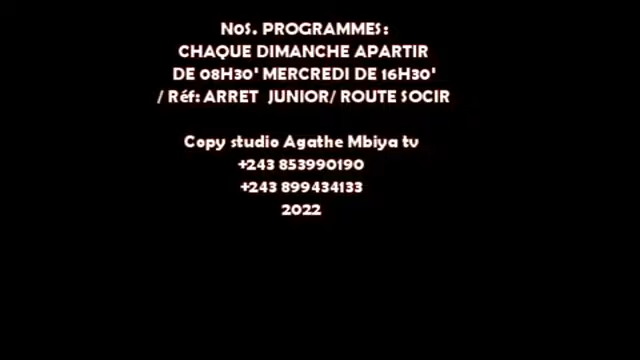 NoS. PROGRAMMES:
CHAQUE DIMANCHE APARTIR
DE 08H30' MERCREDI DE 16H30'
/ Réf: ARRET JUNIOR/ ROUTE SOCIR
Copy studio Agathe Mbiya tv
+243 853990190
+243 899434133
2022